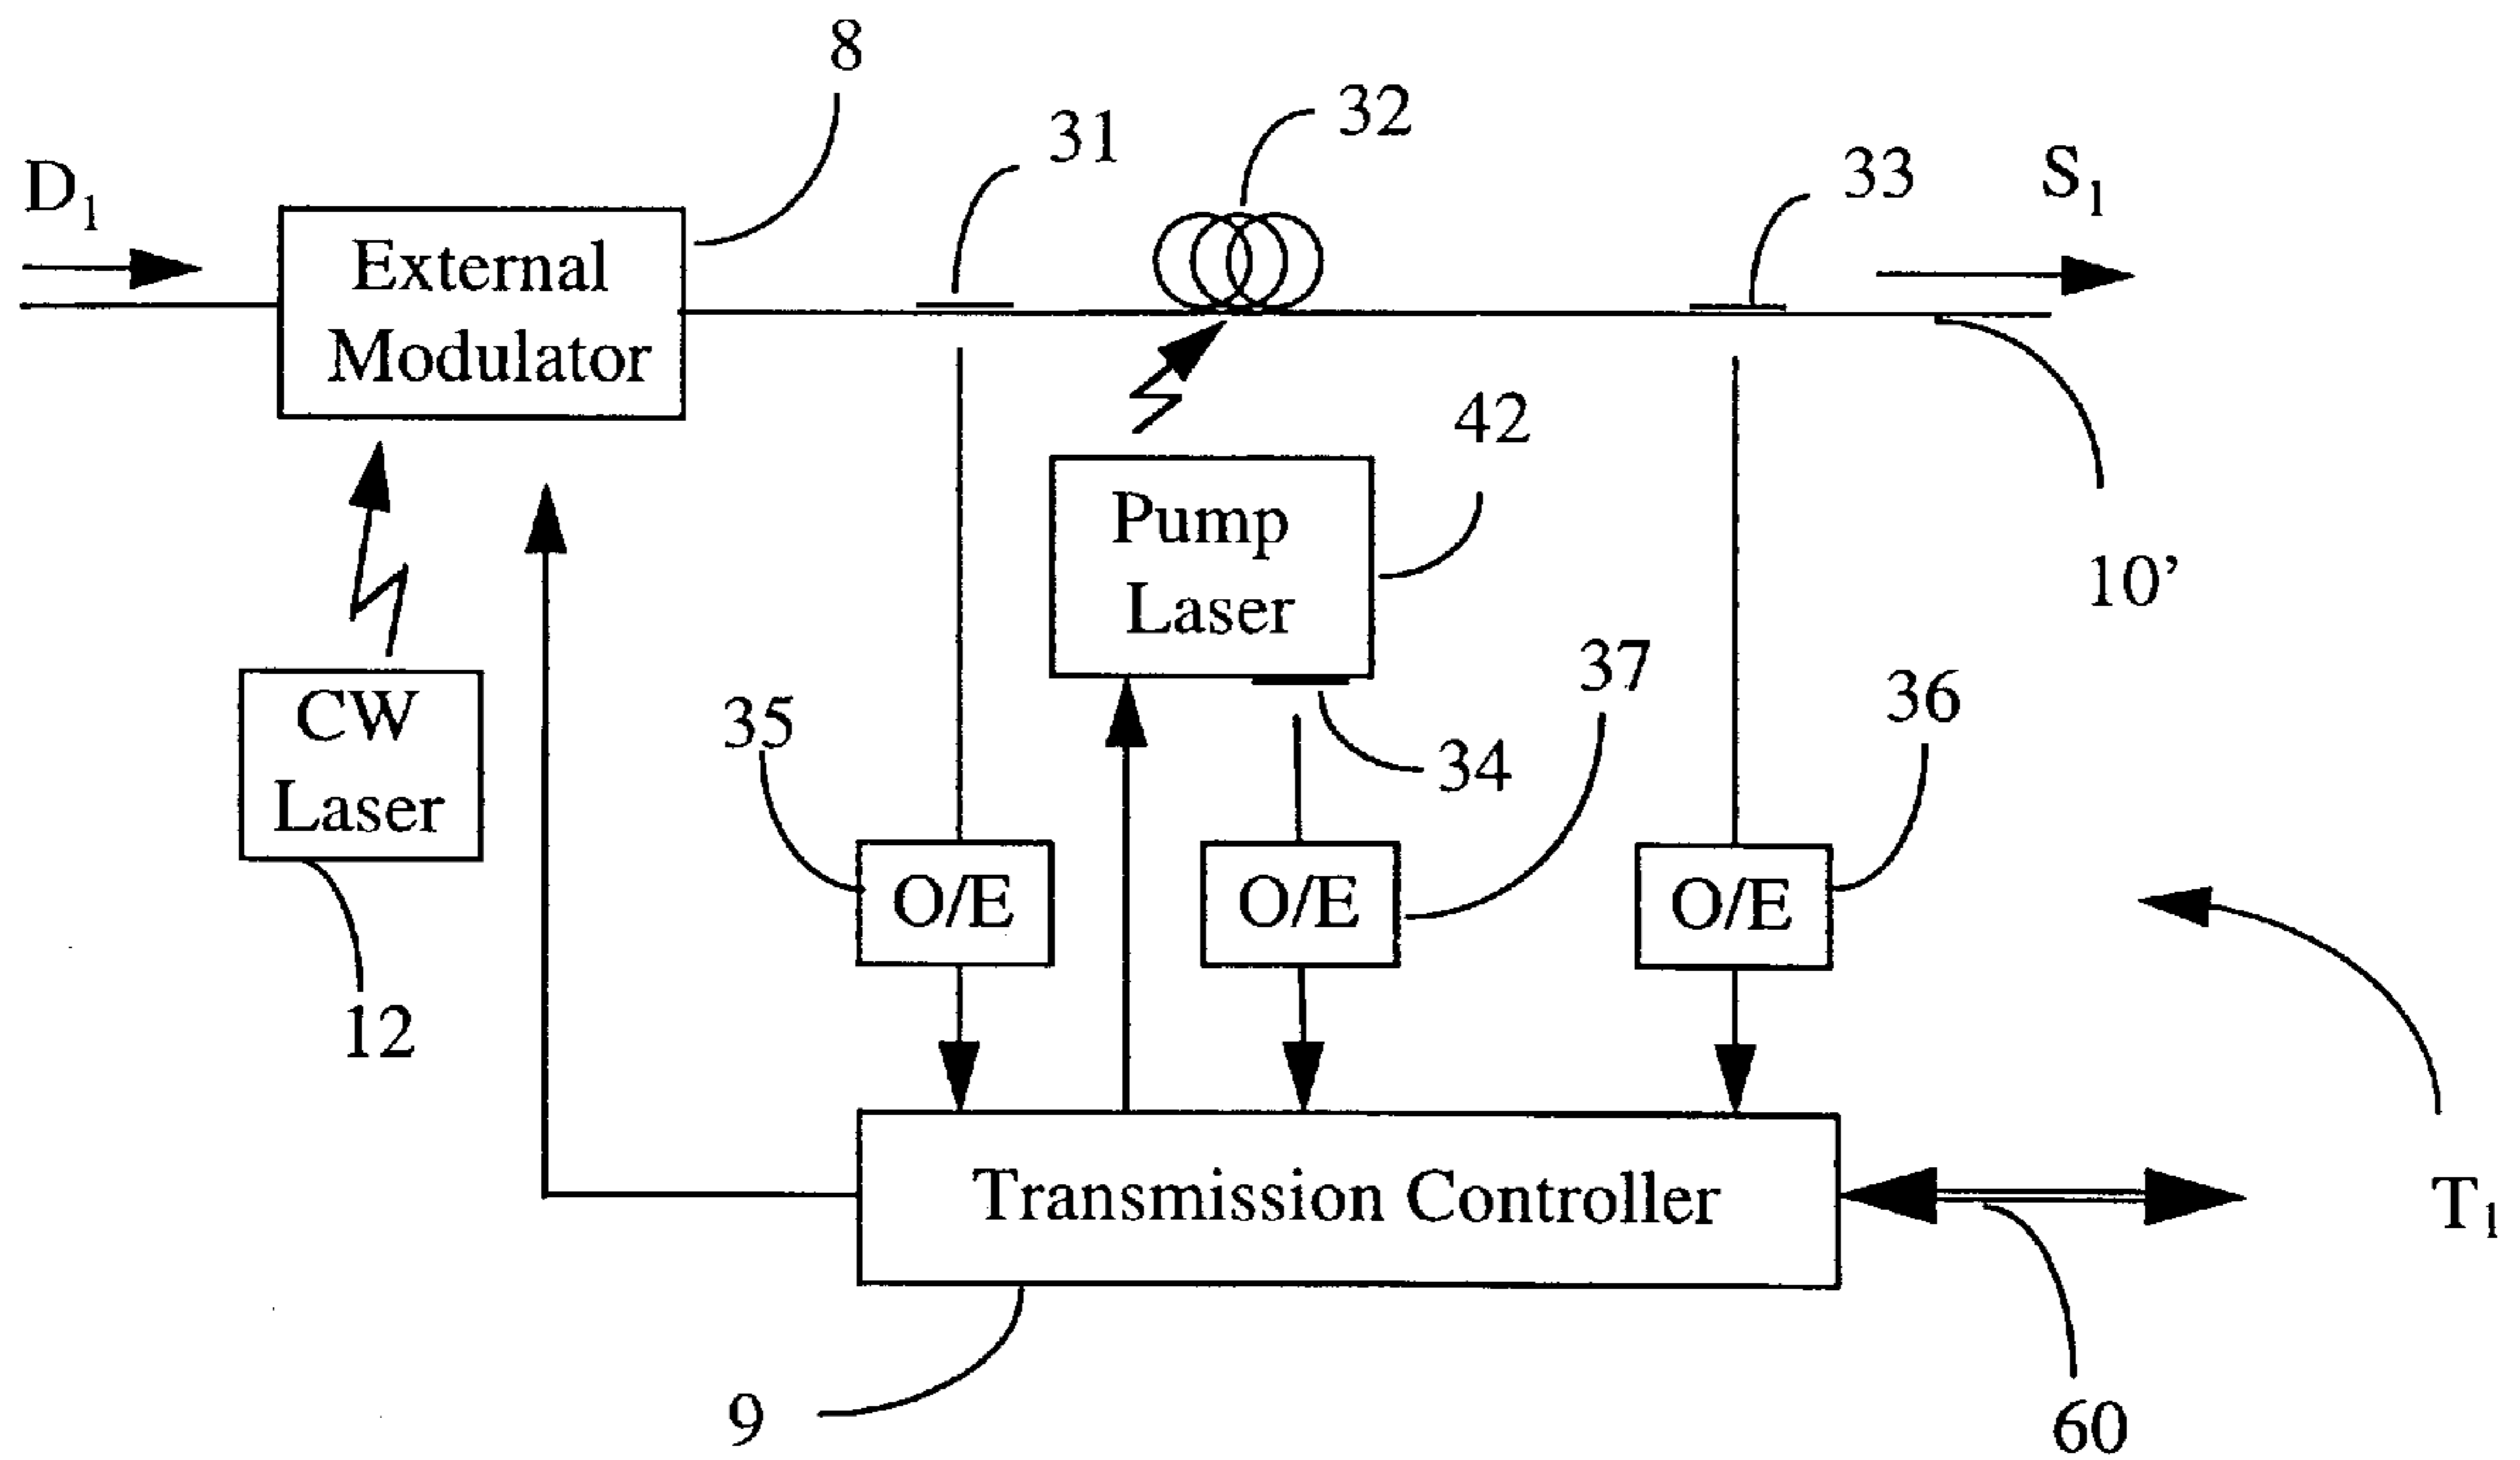 8
31
32
33
D1
S1
External
Modulator
42
Pump
Laser
10’
CW
Laser
35
37
34
36
O/E
O/E
O/E
12
Transmission Controller
T1
9
60